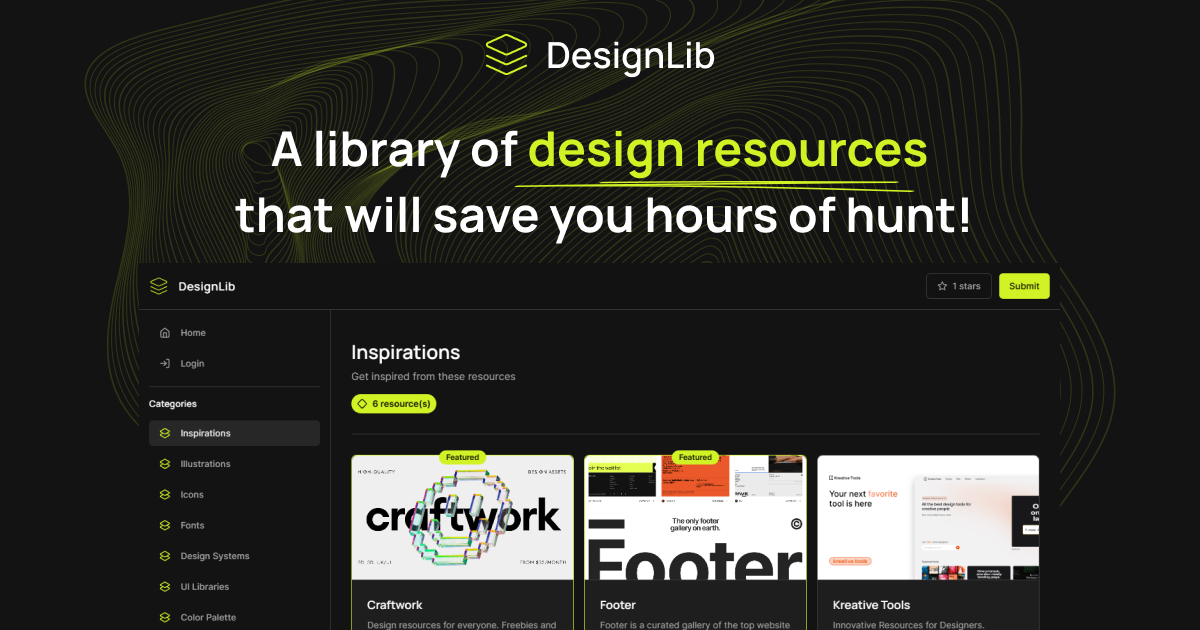 DesignLib
A library of design resources
that will save you hours of hunt!
DesignLib
1 stars
Submit
Home
Login
Categories
Inspirations
Illustrations
Icons
Fonts
Design Systems
UI Libraries
Color Palette
Inspirations
Get inspired from these resources
6 resource(s)
Featured
HIGH-QUALITY
DESIGN ASSETS
craftwork
FROM $35/MONTH
Craftwork
Design resources for everyone. Freebies and
Featured
The only footer
gallery on earth.
©
Footer
Footer
Footer is a curated gallery of the top website
Kreative Tools
Your next favorite
tool is here
All the best design tools for
creative people
Kreative Tools
Innovative Resources for Designers.